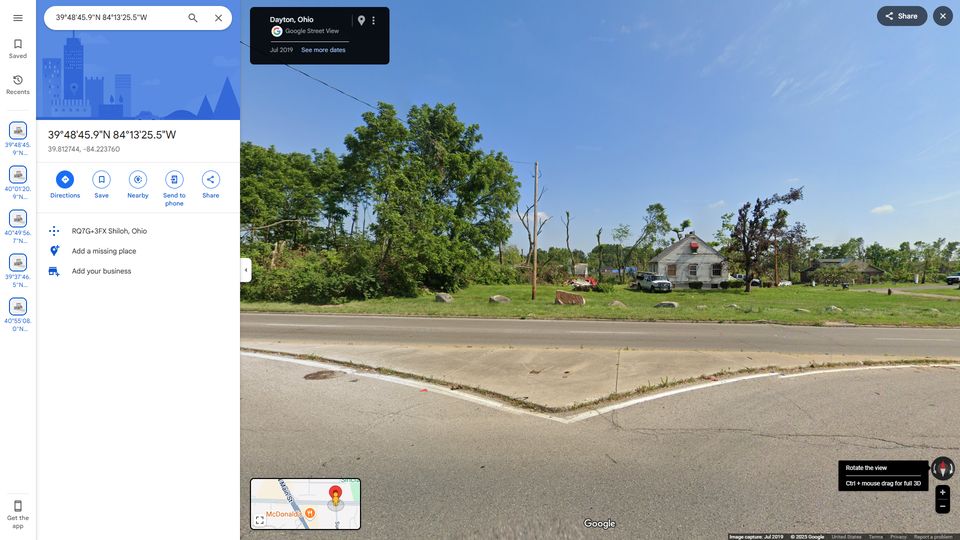 39°48'45.9"N 84°13'25.5"W
Saved
Recents
39°48'45.
9"N...
40°01'20.
9"N...
40°49'56.
7"N...
39°37'46.
5"N...
40°55'08.
0"N...
Get the
app
39°48'45.9"N 84°13'25.5"W
39.812744, -84.223760
Directions
Save
Nearby
Send to
phone
Share
RQ7G+3FX Shiloh, Ohio
Add a missing place
Add your business
Dayton, Ohio
Google Street View
Jul 2019 See more dates
Share
N Main St
McDonald's
Google
Rotate the view
Ctrl + mouse drag for full 3D
Image capture: Jul 2019 © 2025 Google United States Terms Privacy Report a problem